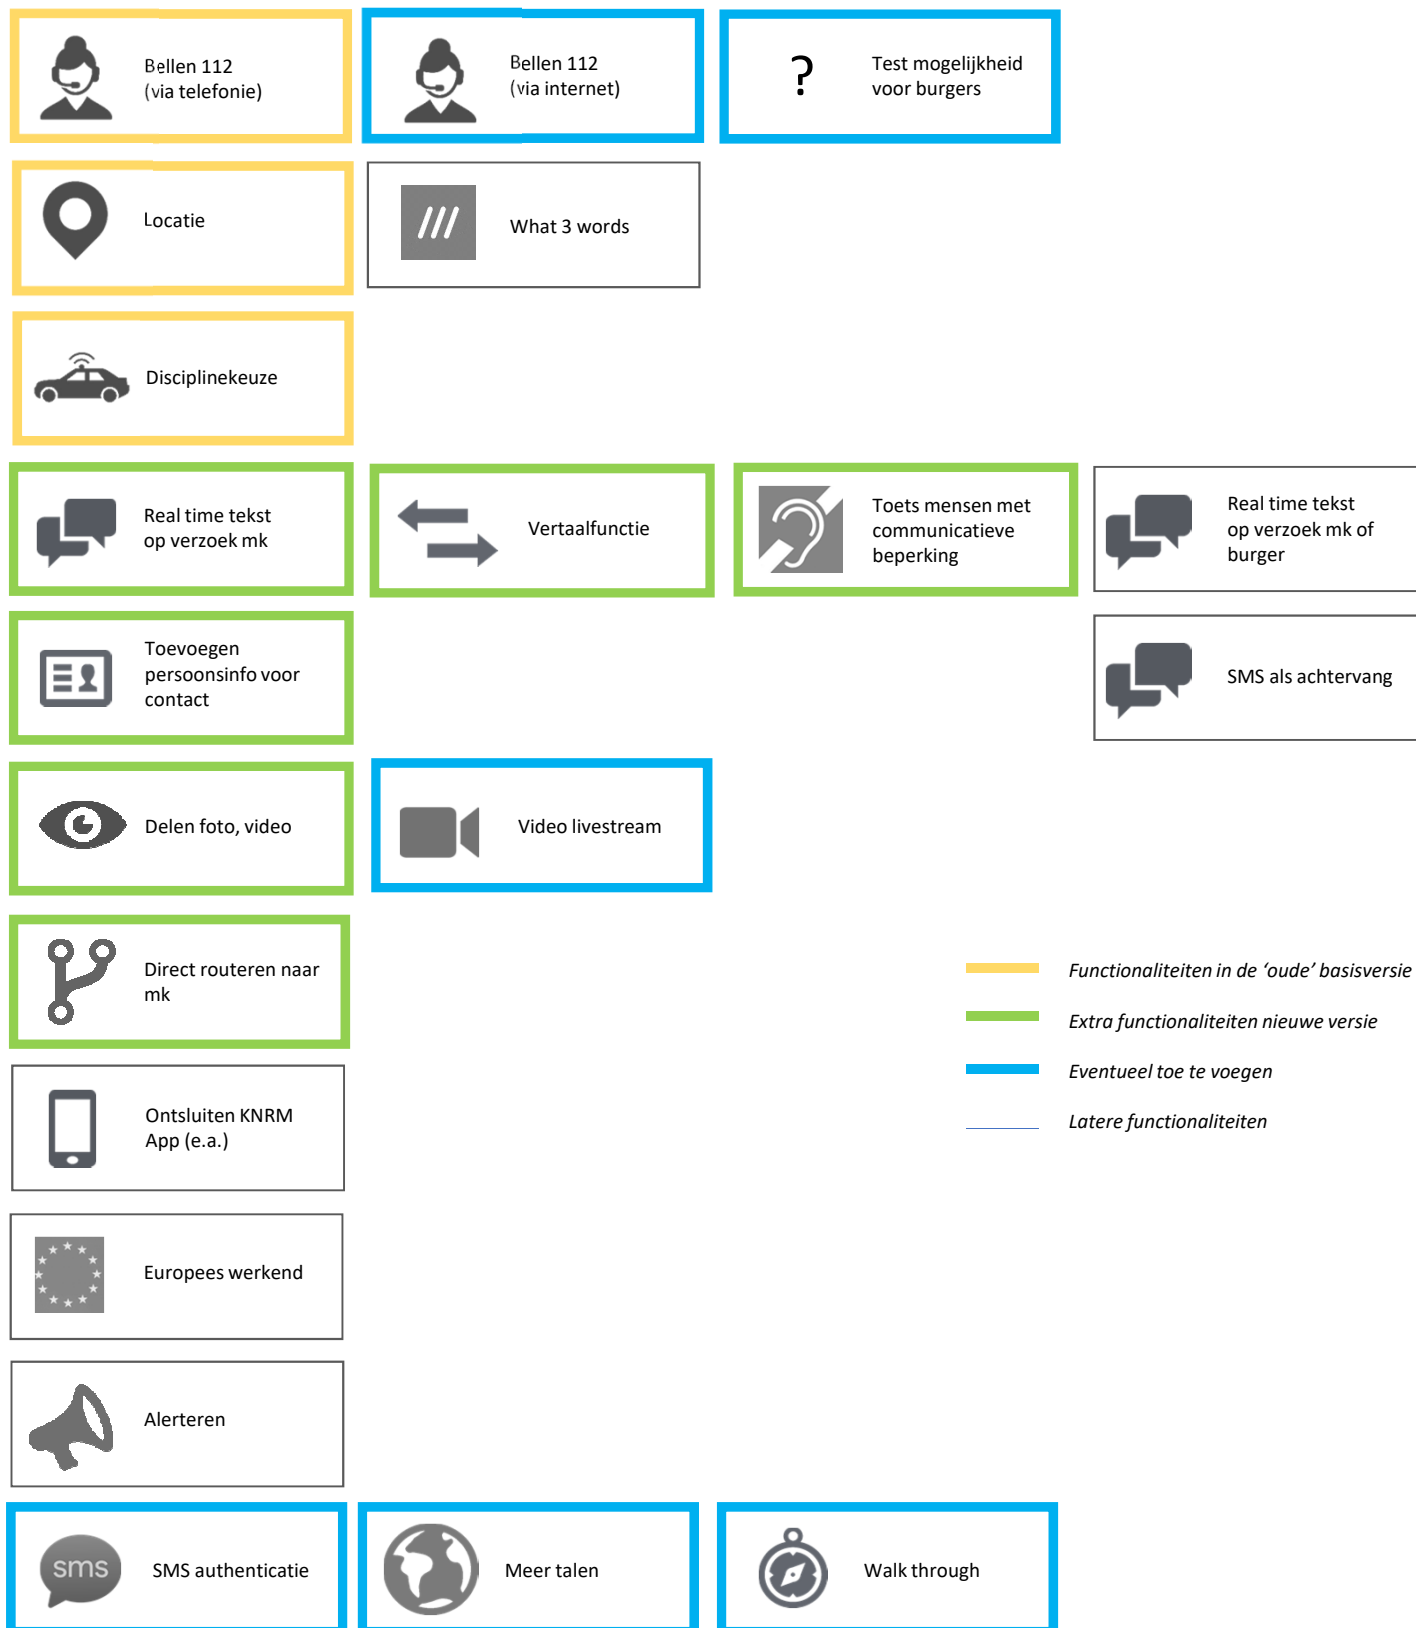 Bellen 112
(via telefonie)
Bellen 112
(via internet)
?
Test mogelijkheid
voor burgers
Locatie
What 3 words
Disciplinekeuze
Real time tekst
op verzoek mk
Vertaalfunctie
Toets mensen met
communicatieve
beperking
Real time tekst
op verzoek mk of
burger
Toevoegen
persoonsinfo voor
contact
SMS als achtervang
Delen foto, video
Video livestream
Direct routeren naar
mk
Functionaliteiten in de ‘oude’ basisversie
Extra functionaliteiten nieuwe versie
Eventueel toe te voegen
Latere functionaliteiten
Ontsluiten KNRM
App (e.a.)
Europees werkend
Alerteren
sms
SMS authenticatie
Meer talen
Walk through